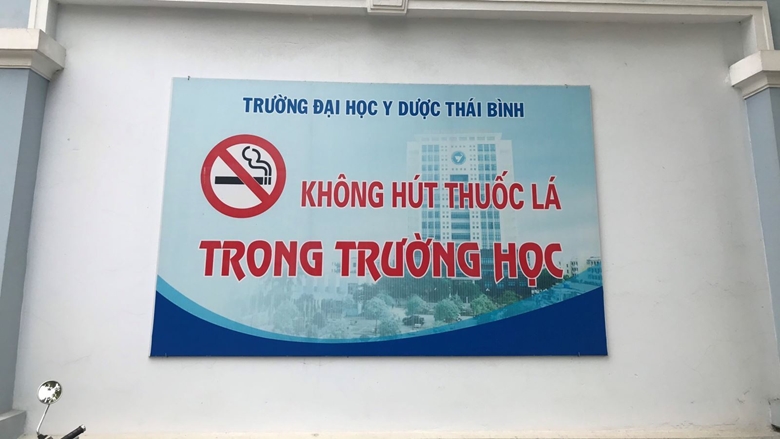 TRƯỜNG ĐẠI HỌC Y DƯỢC THÁI BÌNH
KHÔNG HÚT THUỐC LÁ
TRONG TRƯỜNG HỌC